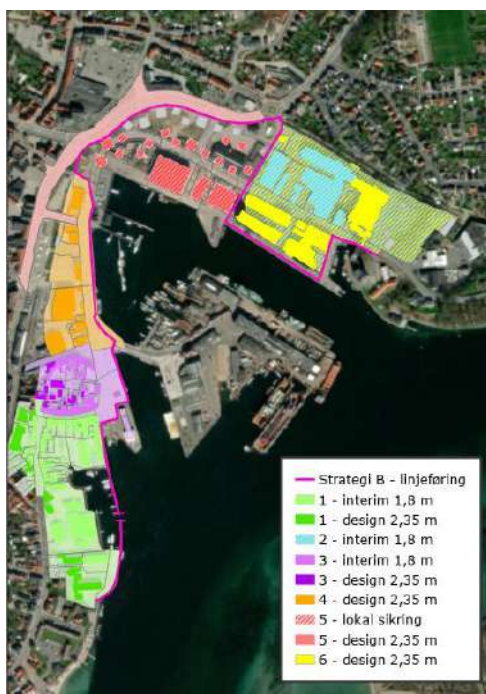 Strategi B - linjeføring
1 - interim 1,8 m
1 - design 2,35 m
2 - interim 1,8 m
3 - interim 1,8 m
3 - design 2,35 m
4 - design 2,35 m
5 - lokal sikring
5 - design 2,35 m
6 - design 2,35 m